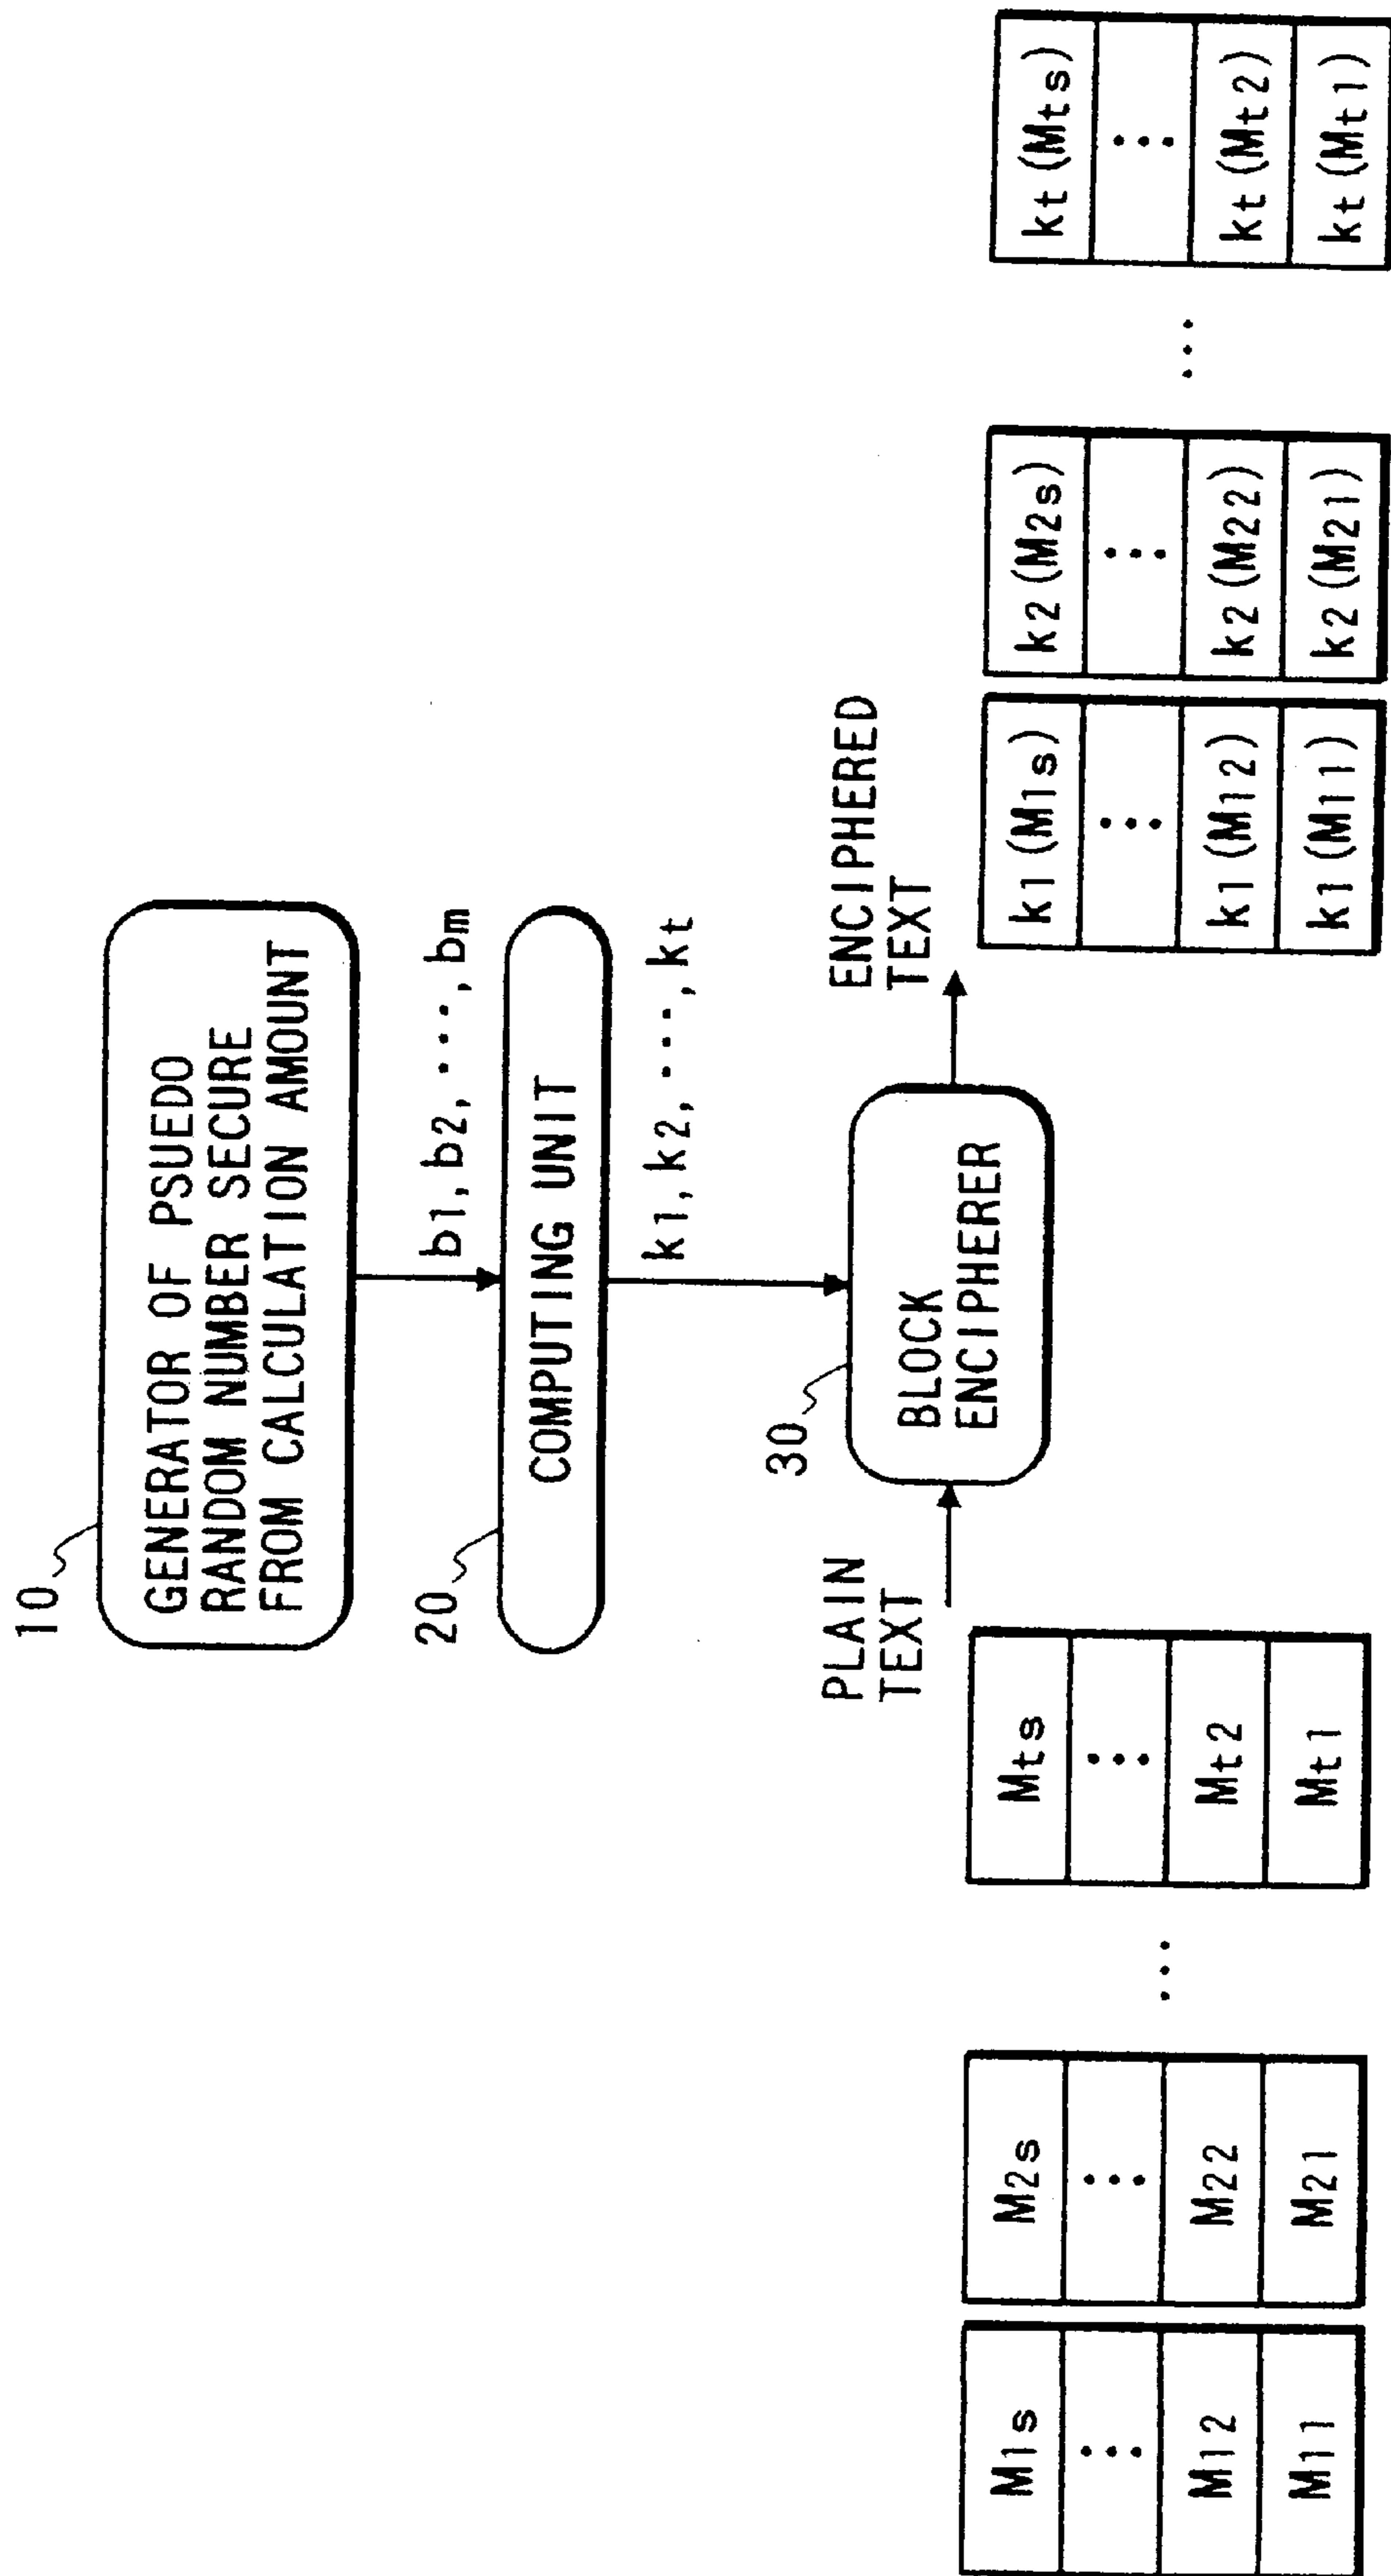 10
GENERATOR OF PSUEDO
RANDOM NUMBER SECURE
FROM CALCULATION AMOUNT
b1, b2, ･･･, bm
20
COMPUTING UNIT
k1, k2, ･･･, kt
30
BLOCK
ENCIPHERER
PLAIN
TEXT
ENCIPHERED
TEXT
M1s
⋮
M12
M11
M2s
⋮
M22
M21
...
Mts
⋮
Mt2
Mt1
k1 (M1s)
⋮
k1 (M12)
k1 (M11)
k2 (M2s)
⋮
k2 (M22)
k2 (M21)
...
kt (Mts)
⋮
kt (Mt2)
kt (Mt1)